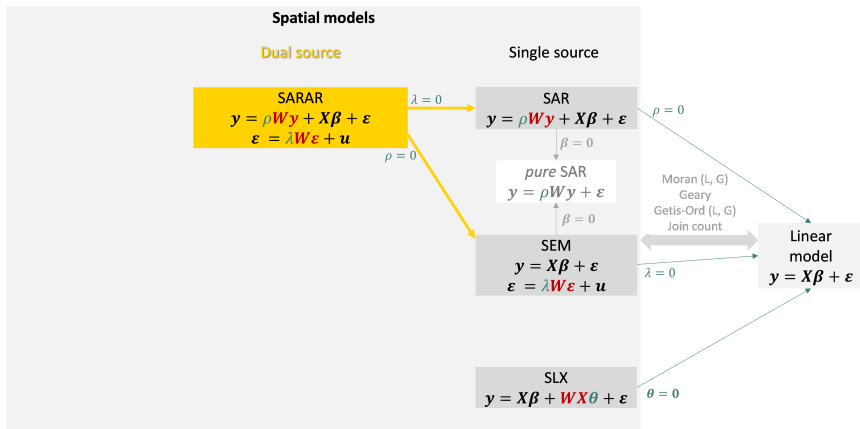 Spatial models
Dual source
Single source
SARAR
y = ρWy + Xβ + ε
ε = λWε + u
λ = 0
ρ = 0
SAR
y = ρWy + Xβ + ε
ρ = 0
β = 0
pure SAR
y = ρWy + ε
β = 0
Moran (L, G)
Geary
Getis-Ord (L, G)
Join count
SEM
y = Xβ + ε
ε = λWε + u
λ = 0
Linear
model
y = Xβ + ε
SLX
y = Xβ + WXθ + ε
θ = 0